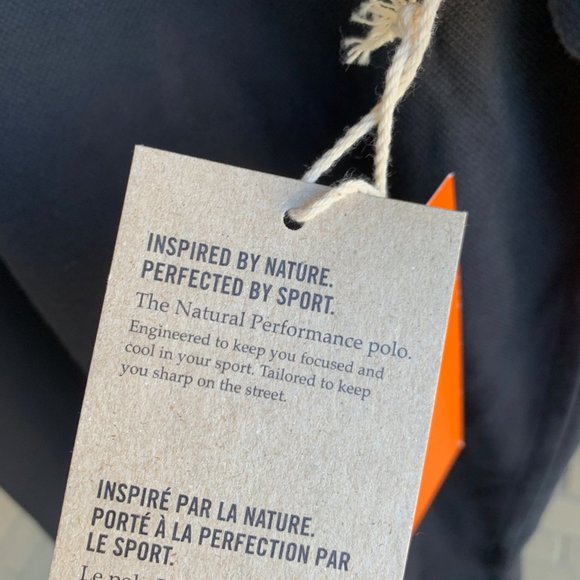 INSPIRED BY NATURE.
PERFECTED BY SPORT.
The Natural Performance polo.
Engineered to keep you focused and
cool in your sport. Tailored to keep
you sharp on the street.
INSPIRÉ PAR LA NATURE.
PORTÉ À LA PERFECTION PAR
LE SPORT.
Le polo